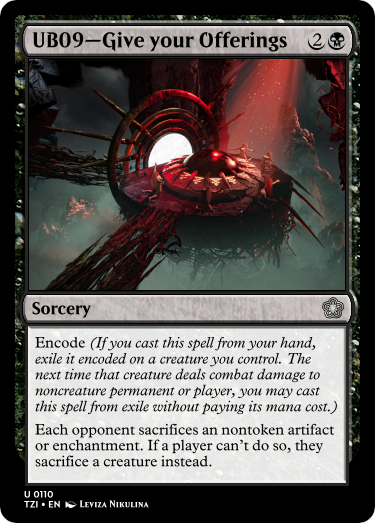 UB09—Give your Offerings 2
Sorcery
Encode (If you cast this spell from your hand,
exile it encoded on a creature you control. The
next time that creature deals combat damage to
noncreature permanent or player, you may cast
this spell from exile without paying its mana cost.)
Each opponent sacrifices an nontoken artifact
or enchantment. If a player can't do so, they
sacrifice a creature instead.
U 0110
TZI • EN Leviza Nikulina